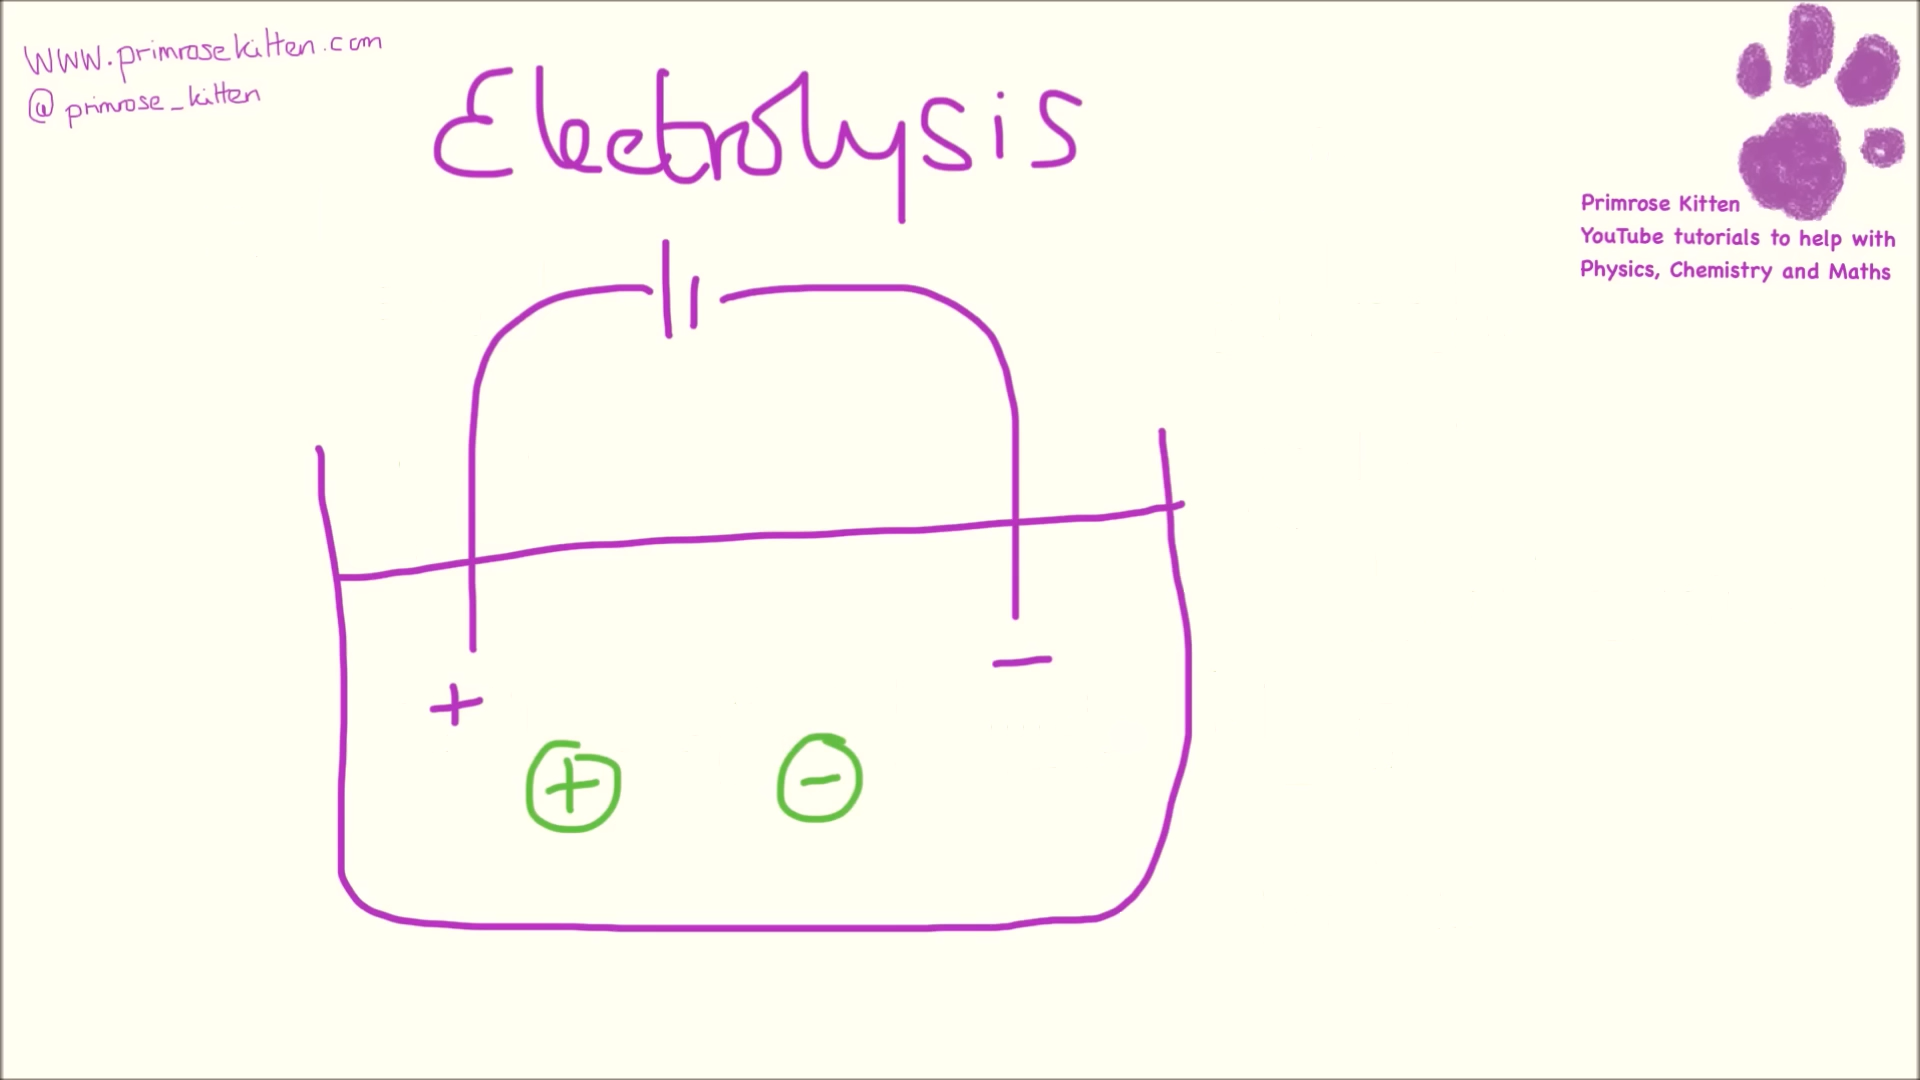 www.primrosekitten.com
@primrose_kitten
Electrolysis
Primrose Kitten
YouTube tutorials to help with
Physics, Chemistry and Maths
+
−
+
−